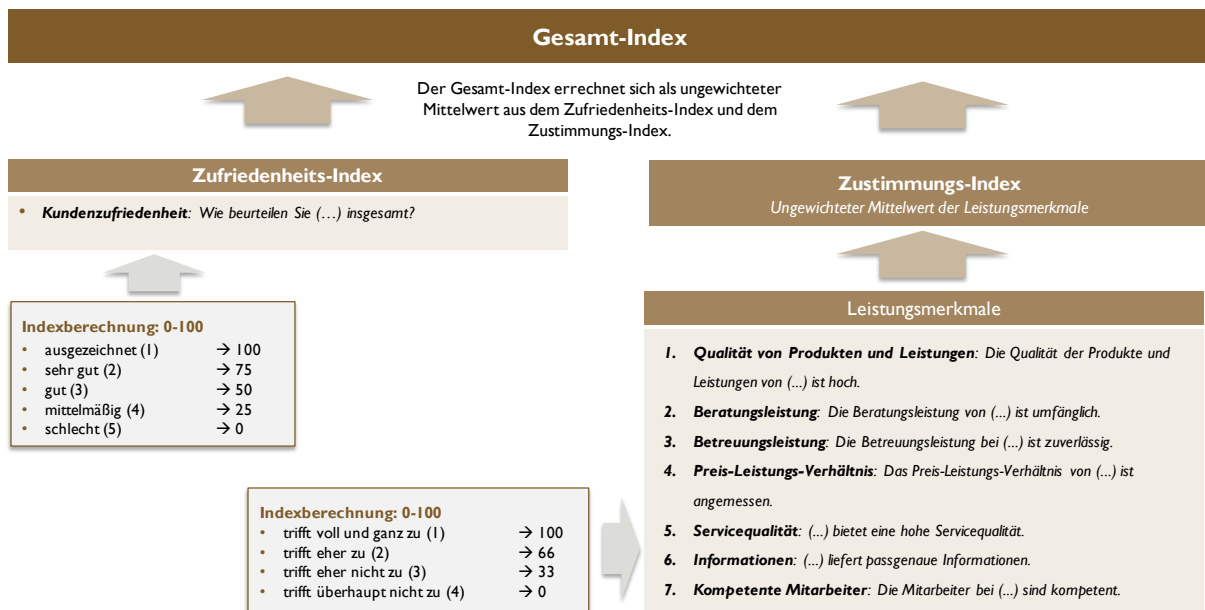 Gesamt-Index
Der Gesamt-Index errechnet sich als ungewichteter
Mittelwert aus dem Zufriedenheits-Index und dem
Zustimmungs-Index.
Zufriedenheits-Index
• Kundenzufriedenheit: Wie beurteilen Sie (…) insgesamt?
Indexberechnung: 0-100
• ausgezeichnet (1) → 100
• sehr gut (2) → 75
• gut (3) → 50
• mittelmäßig (4) → 25
• schlecht (5) → 0
Indexberechnung: 0-100
• trifft voll und ganz zu (1) → 100
• trifft eher zu (2) → 66
• trifft eher nicht zu (3) → 33
• trifft überhaupt nicht zu (4) → 0
Zustimmungs-Index
Ungewichteter Mittelwert der Leistungsmerkmale
Leistungsmerkmale
1. Qualität von Produkten und Leistungen: Die Qualität der Produkte und
Leistungen von (...) ist hoch.
2. Beratungsleistung: Die Beratungsleistung von (...) ist umfänglich.
3. Betreuungsleistung: Die Betreuungsleistung bei (...) ist zuverlässig.
4. Preis-Leistungs-Verhältnis: Das Preis-Leistungs-Verhältnis von (...) ist
angemessen.
5. Servicequalität: (...) bietet eine hohe Servicequalität.
6. Informationen: (...) liefert passgenaue Informationen.
7. Kompetente Mitarbeiter: Die Mitarbeiter bei (...) sind kompetent.